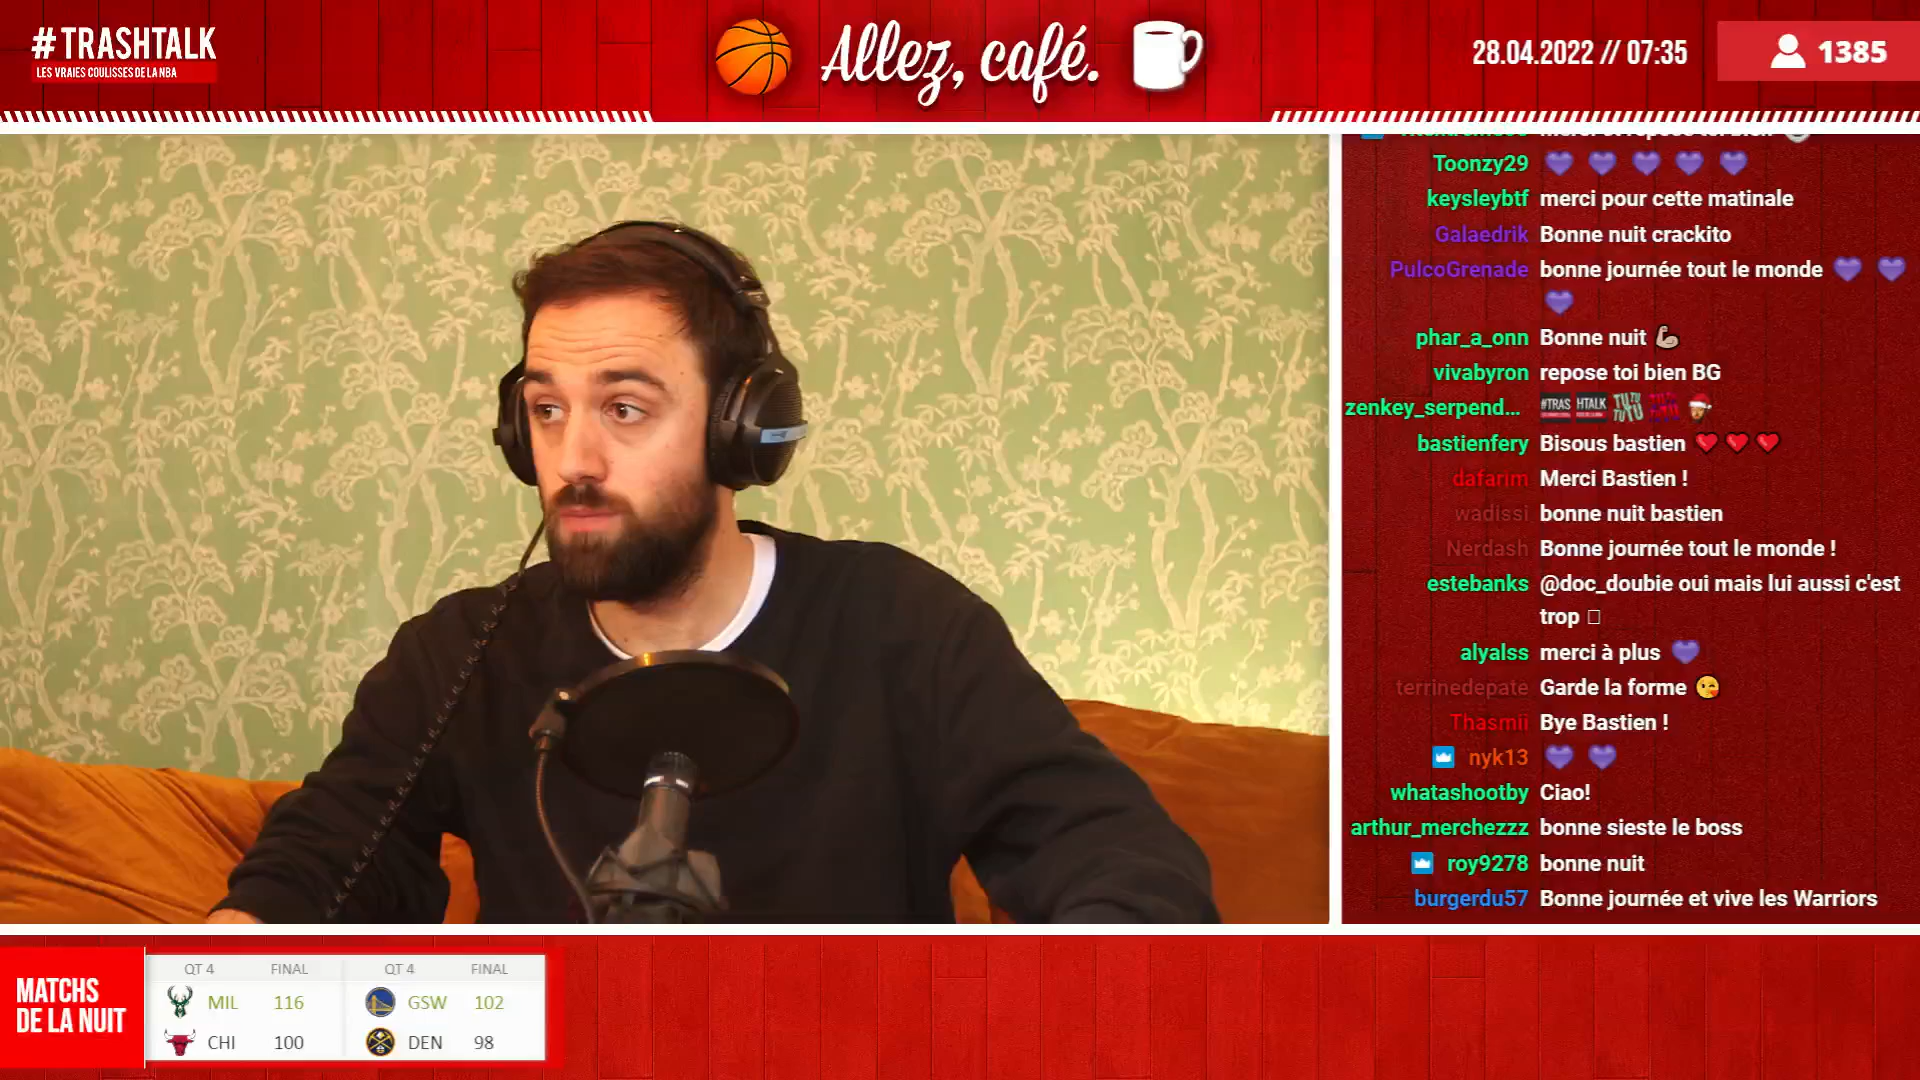 #TRASHTALK
LES VRAIES COULISSES DE LA NBA
Allez, café.
28.04.2022 // 07:35
1385
Toonzy29
keysleybtf merci pour cette matinale
Galaedrik Bonne nuit crackito
PulcoGrenade bonne journée tout le monde
phar_a_onn Bonne nuit
vivabyron repose toi bien BG
zenkey_serpend... #TRAS HTALK
bastienfery Bisous bastien
dafarim Merci Bastien !
wadissi bonne nuit bastien
Nerdash Bonne journée tout le monde !
estebanks @doc_doubie oui mais lui aussi c'est
trop
alyalss merci à plus
terrinedepate Garde la forme
Thasmii Bye Bastien !
nyk13
whatashootby Ciao!
arthur_merchezzz bonne sieste le boss
roy9278 bonne nuit
burgerdu57 Bonne journée et vive les Warriors
MATCHS
DE LA NUIT
QT 4 FINAL QT 4 FINAL
MIL 116 GSW 102
CHI 100 DEN 98